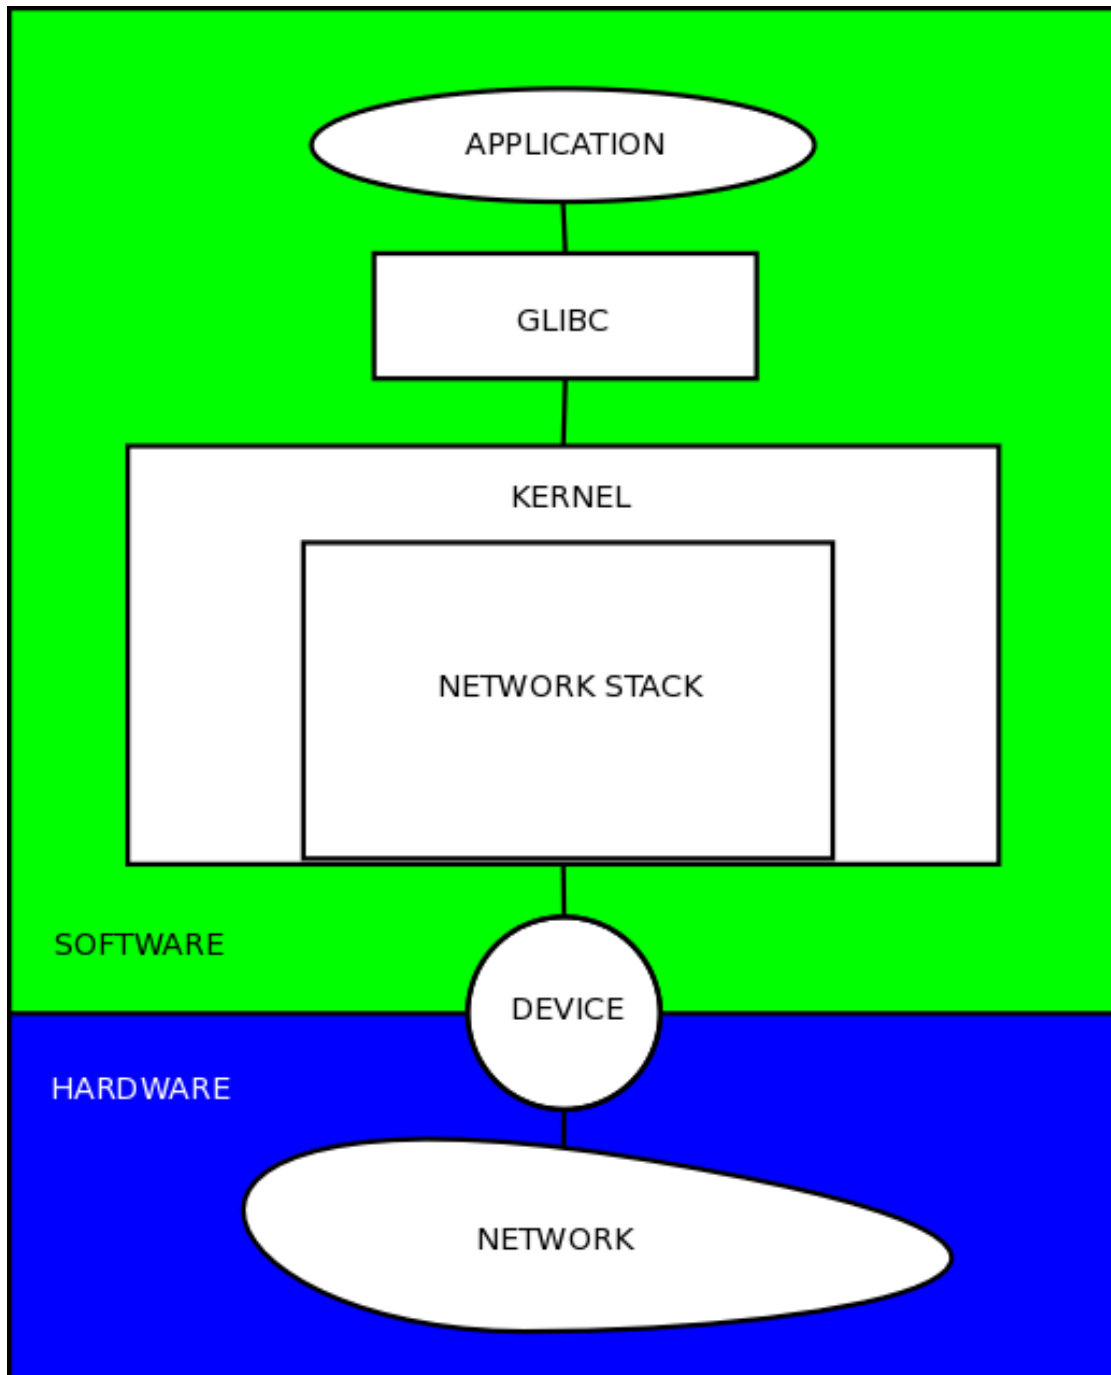 APPLICATION
GLIBC
KERNEL
NETWORK STACK
SOFTWARE
DEVICE
HARDWARE
NETWORK